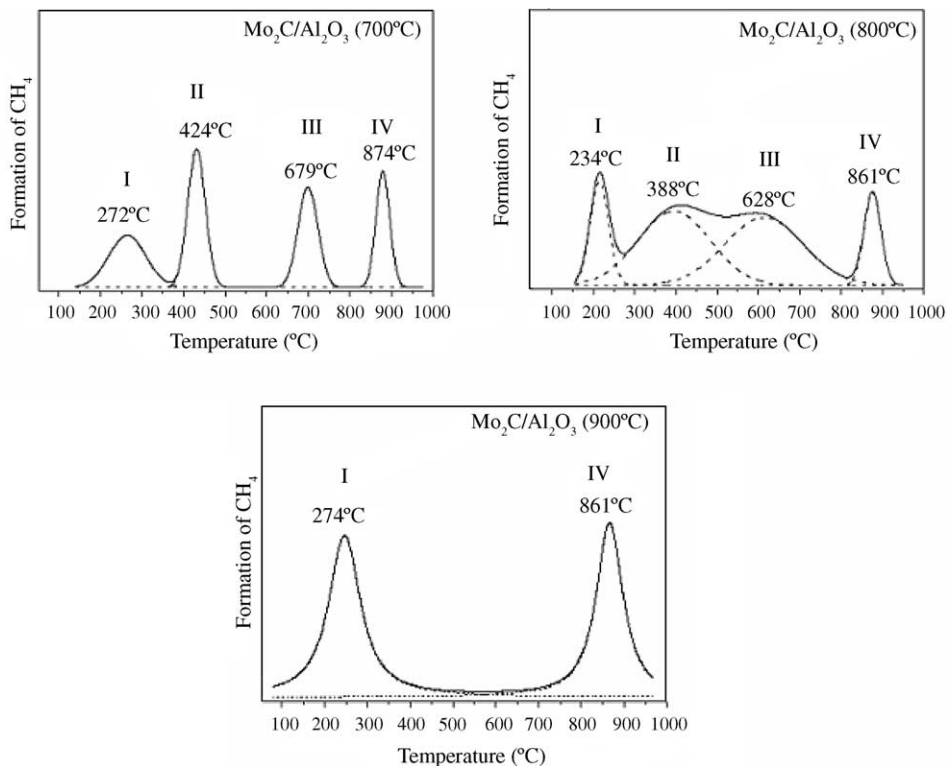 Mo₂C/Al₂O₃ (700ºC)
Formation of CH₄
I
272ºC
II
424ºC
III
679ºC
IV
874ºC
100 200 300 400 500 600 700 800 900 1000
Temperature (ºC)
Mo₂C/Al₂O₃ (800ºC)
Formation of CH₄
I
234ºC
II
388ºC
III
628ºC
IV
861ºC
100 200 300 400 500 600 700 800 900 1000
Temperature (ºC)
Mo₂C/Al₂O₃ (900ºC)
Formation of CH₄
I
274ºC
IV
861ºC
100 200 300 400 500 600 700 800 900 1000
Temperature (ºC)